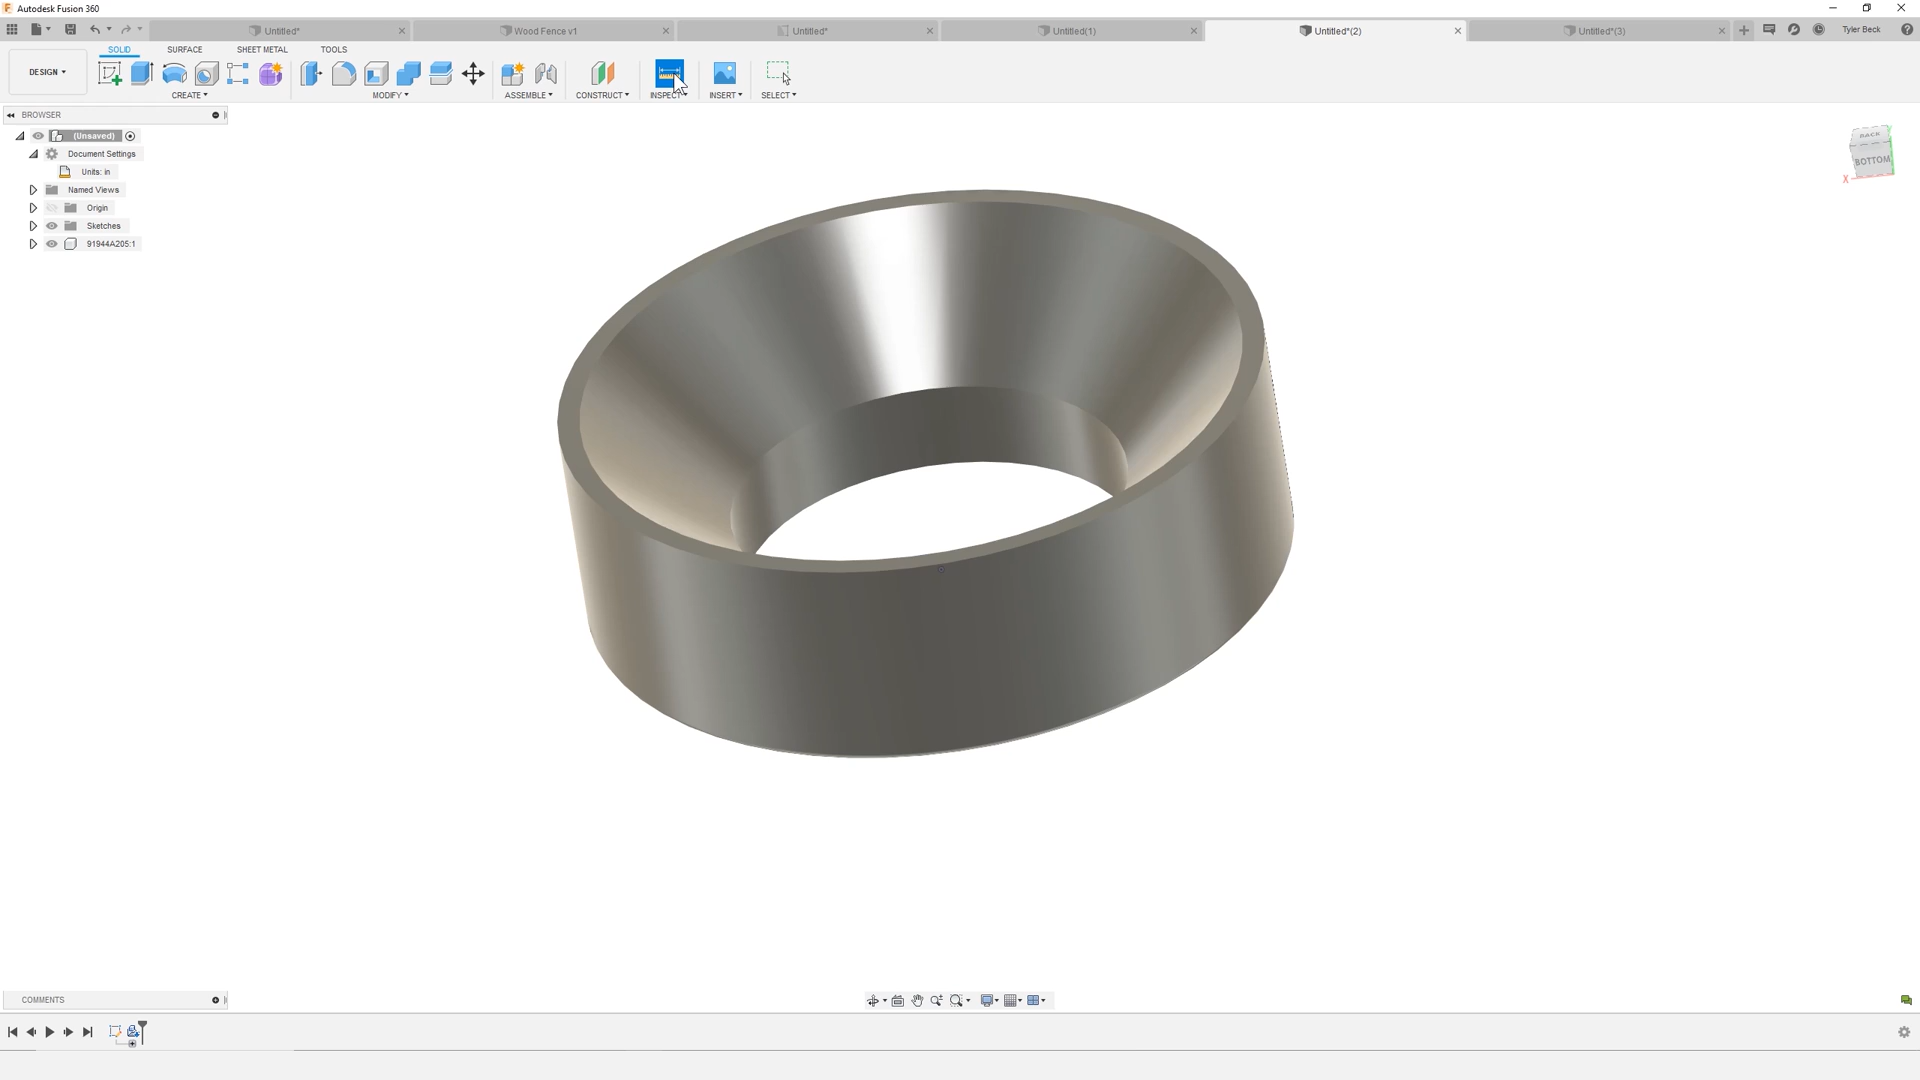 Autodesk Fusion 360
Untitled*
Wood Fence v1
Untitled*
Untitled(1)
Untitled*(2)
Untitled*(3)
Tyler Beck
SOLID SURFACE SHEET METAL TOOLS
DESIGN
CREATE MODIFY ASSEMBLE CONSTRUCT INSPECT INSERT SELECT
BROWSER
(Unsaved)
Document Settings
Units: in
Named Views
Origin
Sketches
91944A205:1
BACK
BOTTOM
X
Y
COMMENTS